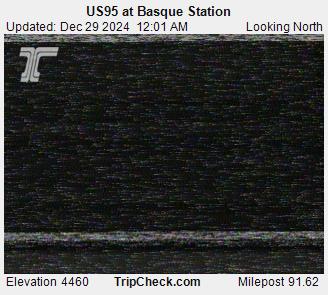 US95 at Basque Station
Updated: Dec 29 2024 12:01 AM Looking North
Elevation 4460 TripCheck.com Milepost 91.62